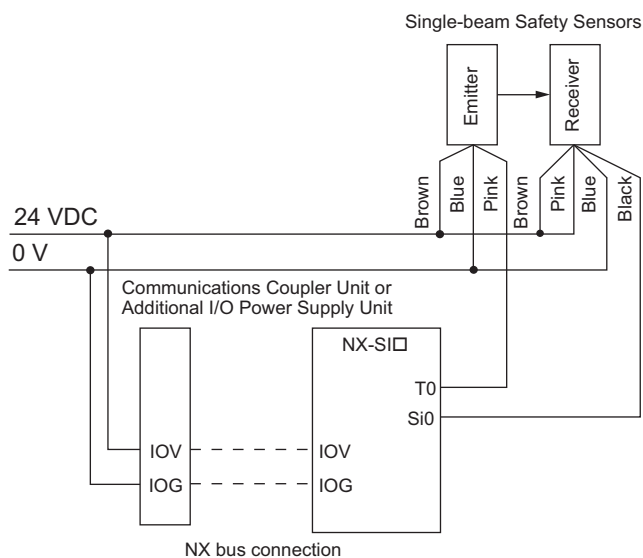 Single-beam Safety Sensors
Emitter
Receiver
Brown
Blue
Pink
Brown
Pink
Blue
Black
24 VDC
0 V
Communications Coupler Unit or
Additional I/O Power Supply Unit
NX-SI□
T0
Si0
IOV
IOV
IOG
IOG
NX bus connection